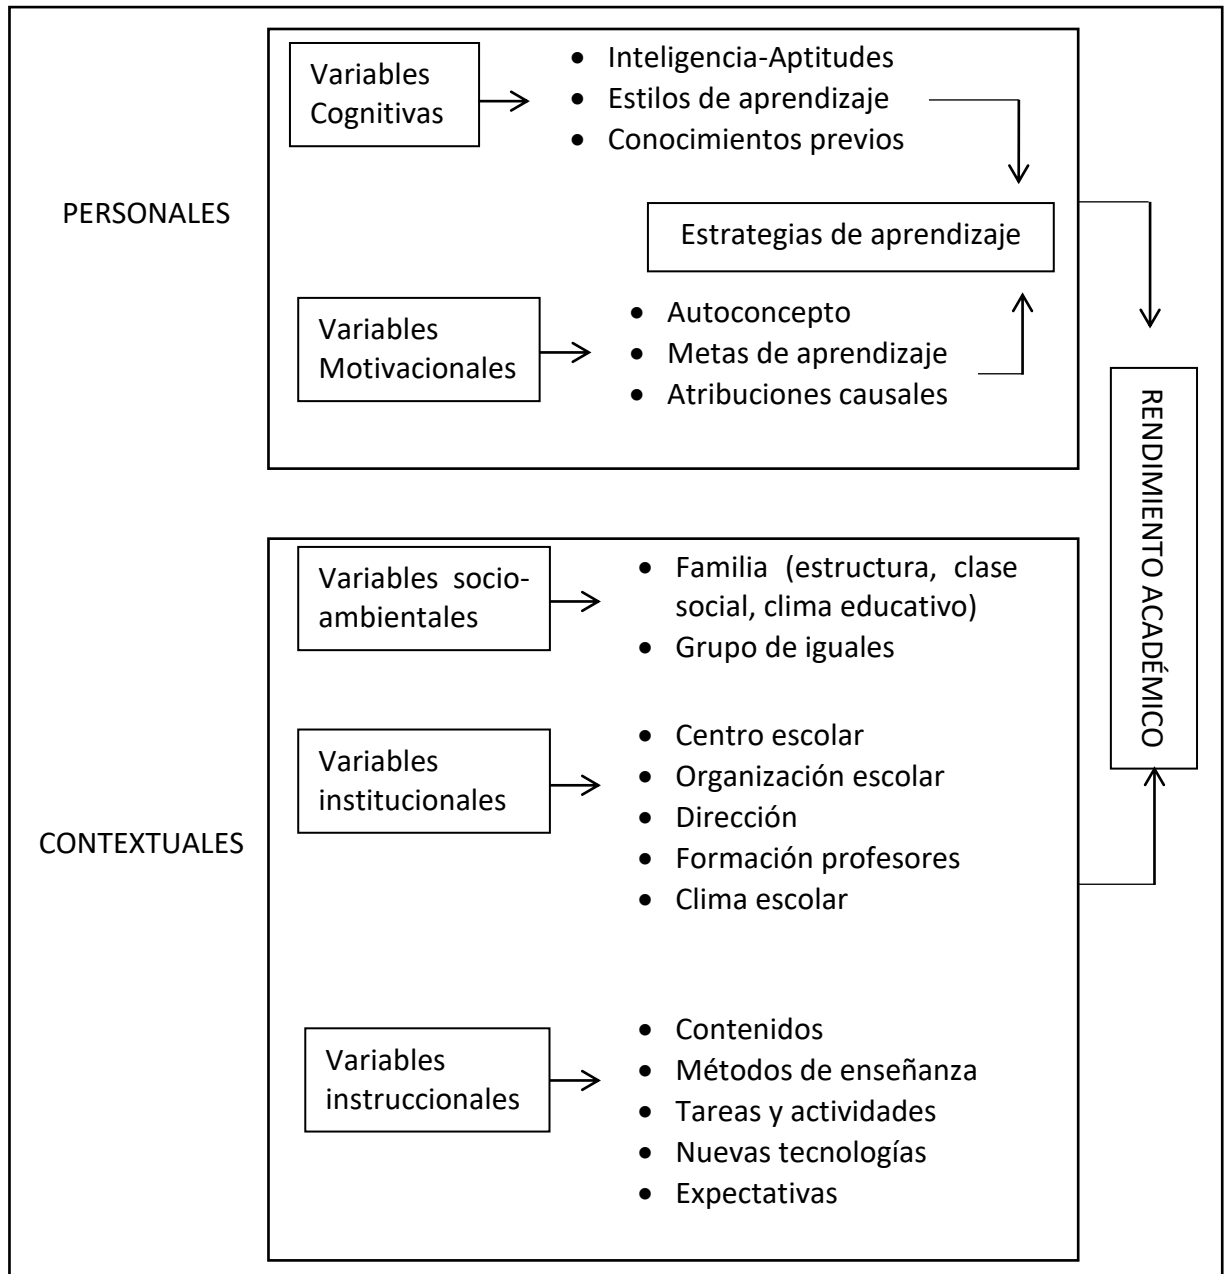 PERSONALES
Variables
Cognitivas
• Inteligencia-Aptitudes
• Estilos de aprendizaje
• Conocimientos previos
Estrategias de aprendizaje
Variables
Motivacionales
• Autoconcepto
• Metas de aprendizaje
• Atribuciones causales
RENDIMIENTO ACADÉMICO
CONTEXTUALES
Variables socio-
ambientales
• Familia (estructura, clase
social, clima educativo)
• Grupo de iguales
Variables
institucionales
• Centro escolar
• Organización escolar
• Dirección
• Formación profesores
• Clima escolar
Variables
instruccionales
• Contenidos
• Métodos de enseñanza
• Tareas y actividades
• Nuevas tecnologías
• Expectativas